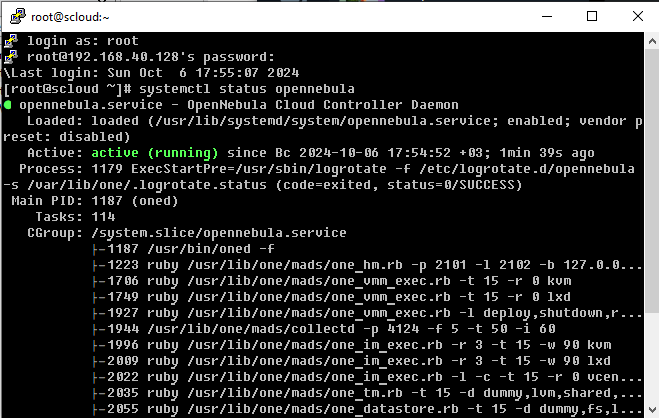 root@scloud:~
login as: root
root@192.168.40.128's password:
\Last login: Sun Oct  6 17:55:07 2024
[root@scloud ~]# systemctl status opennebula
● opennebula.service - OpenNebula Cloud Controller Daemon
   Loaded: loaded (/usr/lib/systemd/system/opennebula.service; enabled; vendor p
reset: disabled)
   Active: active (running) since Вс 2024-10-06 17:54:52 +03; 1min 39s ago
  Process: 1179 ExecStartPre=/usr/sbin/logrotate -f /etc/logrotate.d/opennebula
-s /var/lib/one/.logrotate.status (code=exited, status=0/SUCCESS)
 Main PID: 1187 (oned)
    Tasks: 114
   CGroup: /system.slice/opennebula.service
           ├─1187 /usr/bin/oned -f
           ├─1223 ruby /usr/lib/one/mads/one_hm.rb -p 2101 -l 2102 -b 127.0.0...
           ├─1706 ruby /usr/lib/one/mads/one_vmm_exec.rb -t 15 -r 0 kvm
           ├─1749 ruby /usr/lib/one/mads/one_vmm_exec.rb -t 15 -r 0 lxd
           ├─1927 ruby /usr/lib/one/mads/one_vmm_exec.rb -l deploy,shutdown,r...
           ├─1944 /usr/lib/one/mads/collectd -p 4124 -f 5 -t 50 -i 60
           ├─1996 ruby /usr/lib/one/mads/one_im_exec.rb -r 3 -t 15 -w 90 kvm
           ├─2009 ruby /usr/lib/one/mads/one_im_exec.rb -r 3 -t 15 -w 90 lxd
           ├─2022 ruby /usr/lib/one/mads/one_im_exec.rb -l -c -t 15 -r 0 vcen...
           ├─2035 ruby /usr/lib/one/mads/one_tm.rb -t 15 -d dummy,lvm,shared,...
           ├─2055 ruby /usr/lib/one/mads/one_datastore.rb -t 15 -d dummy,fs,l...